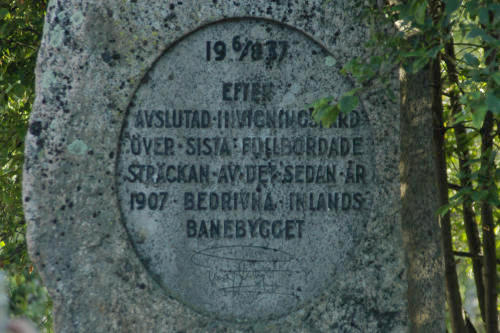 19 6/8 37
EFTER
AVSLUTAD·INVIGNINGSFÄRD
ÖVER·SISTA·FULLBORDADE
STRÄCKAN·AV·DET·SEDAN·ÅR
1907·BEDRIVNA·INLANDS
BANEBYGGET